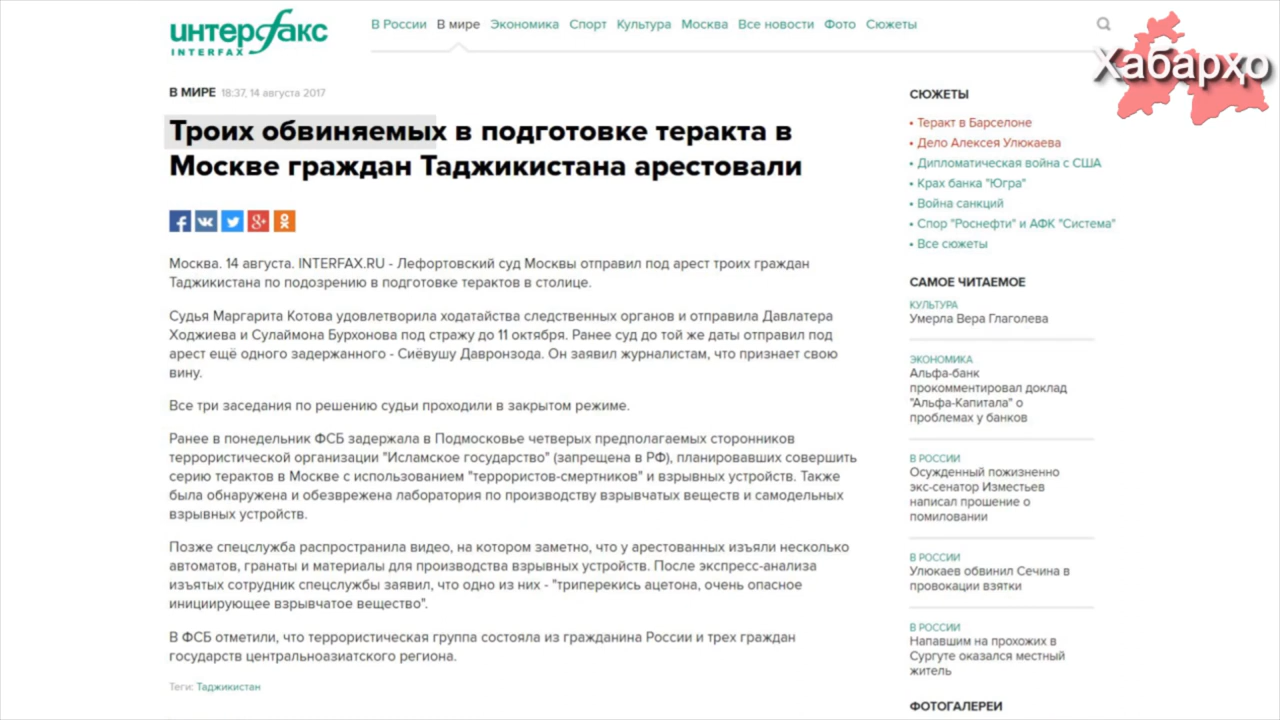 интерфакс
INTERFAX
В России В мире Экономика Спорт Культура Москва Все новости Фото Сюжеты
Хабарҳо
В МИРЕ 18:37, 14 августа 2017
Троих обвиняемых в подготовке теракта в
Москве граждан Таджикистана арестовали
Москва. 14 августа. INTERFAX.RU - Лефортовский суд Москвы отправил под арест троих граждан
Таджикистана по подозрению в подготовке терактов в столице.
Судья Маргарита Котова удовлетворила ходатайства следственных органов и отправила Давлатера
Ходжиева и Сулаймона Бурхонова под стражу до 11 октября. Ранее суд до той же даты отправил под
арест ещё одного задержанного - Сиёвушу Давронзода. Он заявил журналистам, что признает свою
вину.
Все три заседания по решению судьи проходили в закрытом режиме.
Ранее в понедельник ФСБ задержала в Подмосковье четверых предполагаемых сторонников
террористической организации "Исламское государство" (запрещена в РФ), планировавших совершить
серию терактов в Москве с использованием "террористов-смертников" и взрывных устройств. Также
была обнаружена и обезврежена лаборатория по производству взрывчатых веществ и самодельных
взрывных устройств.
Позже спецслужба распространила видео, на котором заметно, что у арестованных изъяли несколько
автоматов, гранаты и материалы для производства взрывных устройств. После экспресс-анализа
изъятых сотрудник спецслужбы заявил, что одно из них - "триперекись ацетона, очень опасное
инициирующее взрывчатое вещество".
В ФСБ отметили, что террористическая группа состояла из гражданина России и трех граждан
государств центральноазиатского региона.
Теги: Таджикистан
СЮЖЕТЫ
• Теракт в Барселоне
• Дело Алексея Улюкаева
• Дипломатическая война с США
• Крах банка "Югра"
• Война санкций
• Спор "Роснефти" и АФК "Система"
• Все сюжеты
САМОЕ ЧИТАЕМОЕ
КУЛЬТУРА
Умерла Вера Глаголева
ЭКОНОМИКА
Альфа-банк
прокомментировал доклад
"Альфа-Капитала" о
проблемах у банков
В РОССИИ
Осужденный пожизненно
экс-сенатор Изместьев
написал прошение о
помиловании
В РОССИИ
Улюкаев обвинил Сечина в
провокации взятки
В РОССИИ
Напавшим на прохожих в
Сургуте оказался местный
житель
ФОТОГАЛЕРЕИ